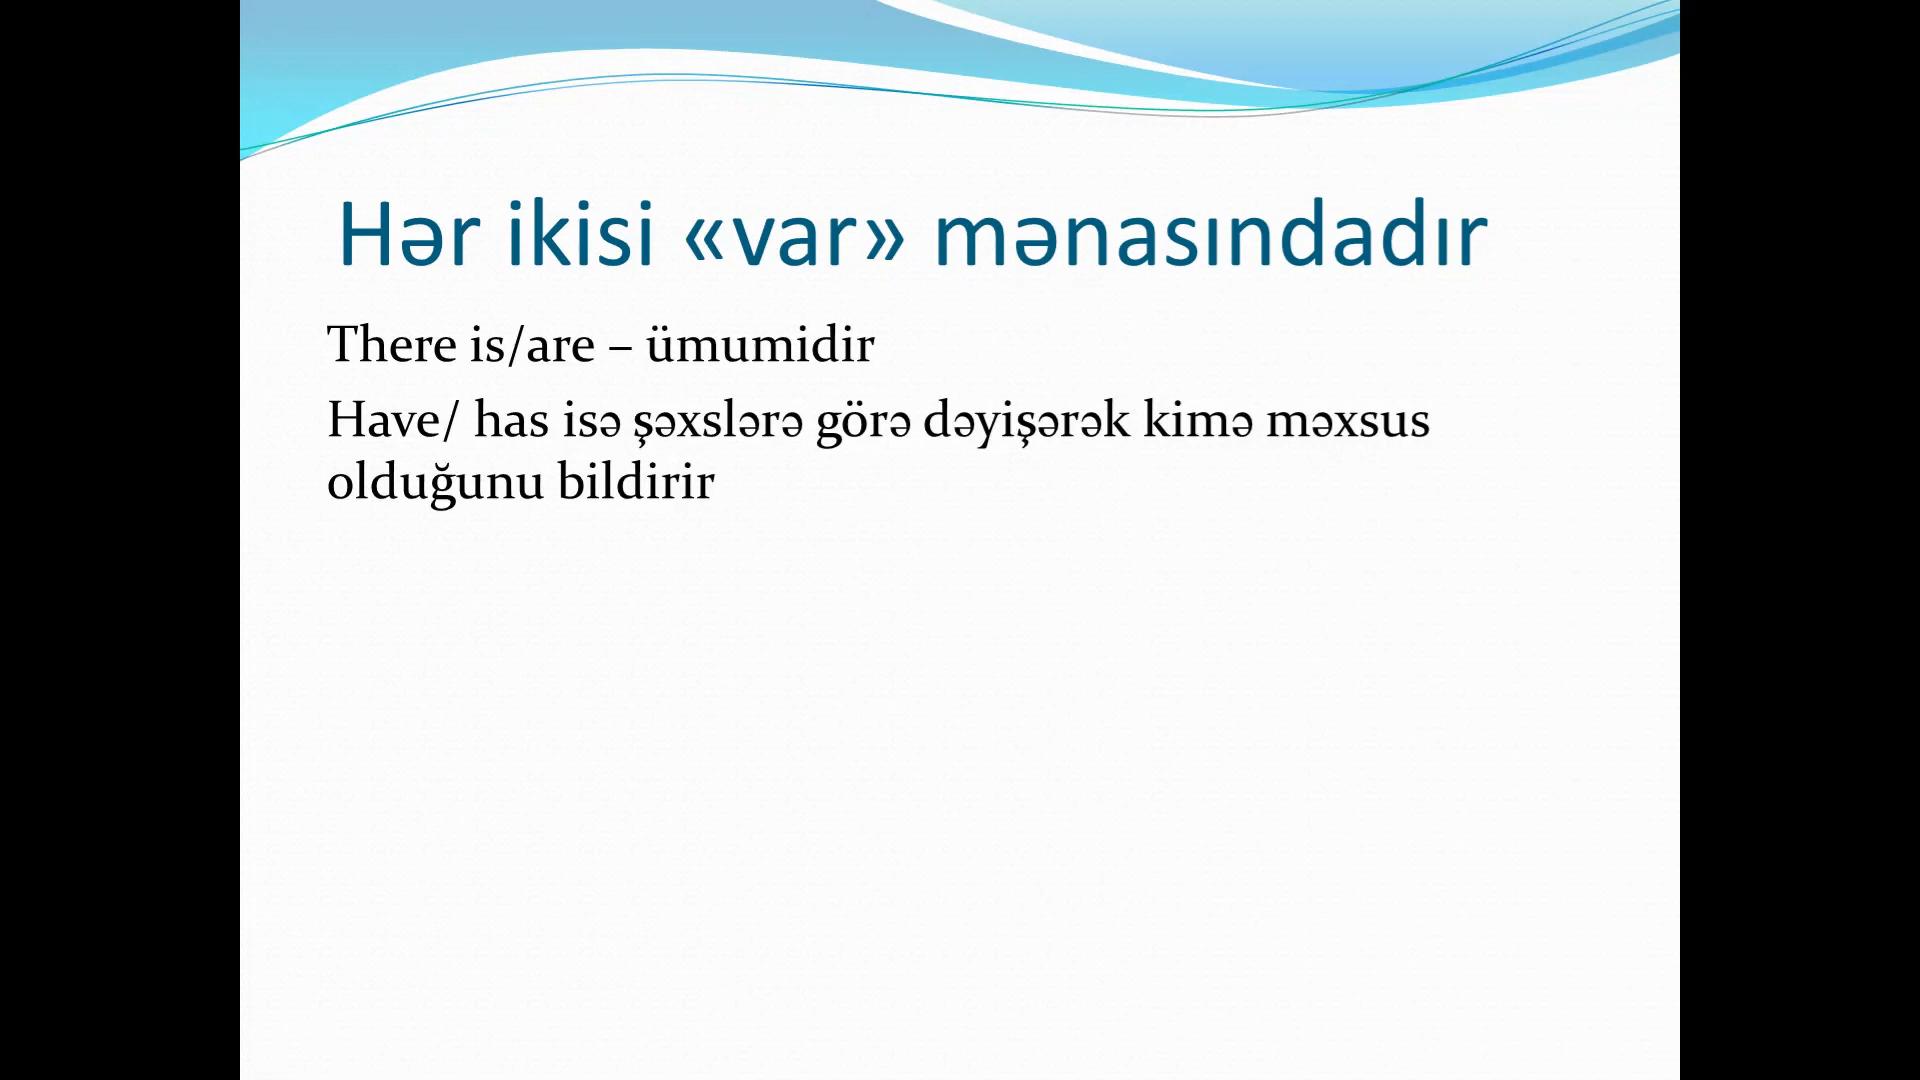 Hər ikisi «var» mənasındadır
There is/are – ümumidir
Have/ has isə şəxslərə görə dəyişərək kimə məxsus
olduğunu bildirir